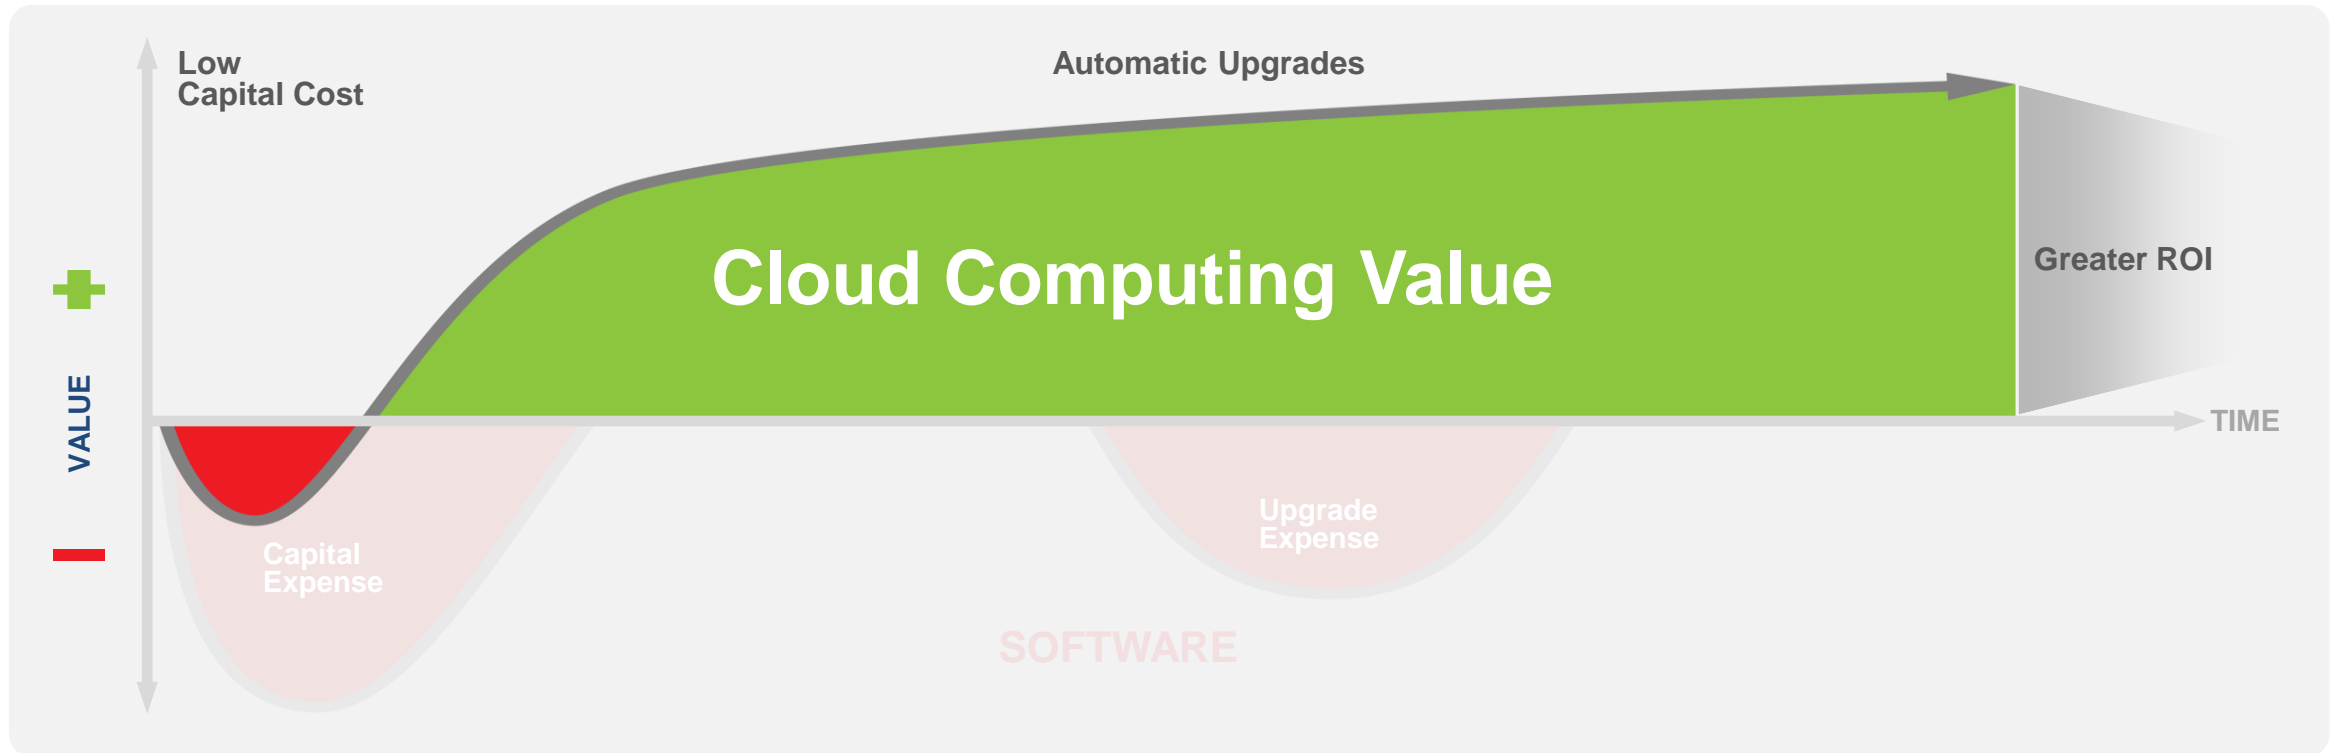 Low
Capital Cost
Automatic Upgrades
Cloud Computing Value
Greater ROI
VALUE
TIME
Capital
Expense
Upgrade
Expense
SOFTWARE